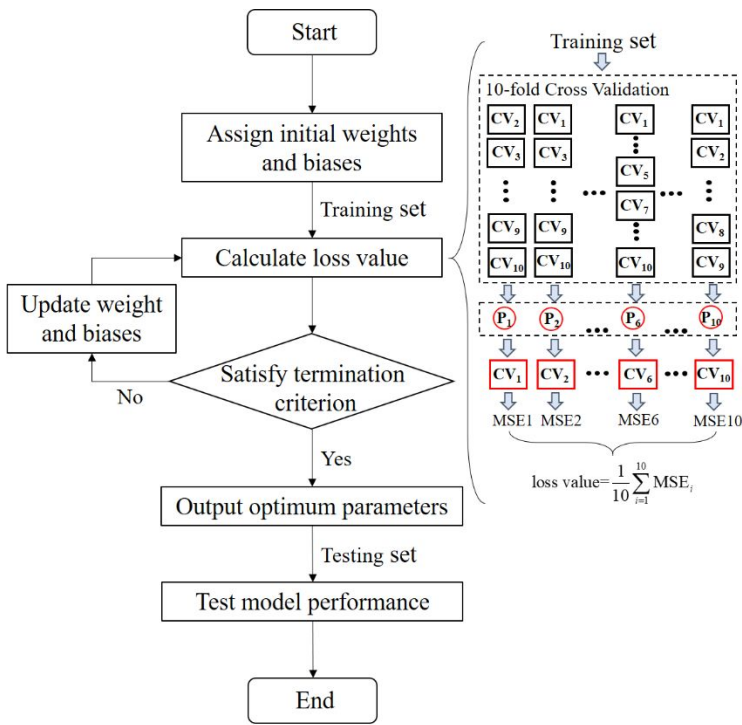 Start
Assign initial weights
and biases
Training set
Calculate loss value
Update weight
and biases
Satisfy termination
criterion
No
Yes
Output optimum parameters
Testing set
Test model performance
End
Training set
10-fold Cross Validation
CV₂ CV₁ CV₁ CV₁
CV₃ CV₃ CV₅ CV₂
CV₇
CV₉ CV₉ CV₈
CV₁₀ CV₁₀ CV₁₀ CV₉
P₁ P₂ ... P₆ ... P₁₀
CV₁ CV₂ ... CV₆ ... CV₁₀
MSE1 MSE2 MSE6 MSE10
loss value=1/10 ∑_{i=1}^{10} MSEᵢ